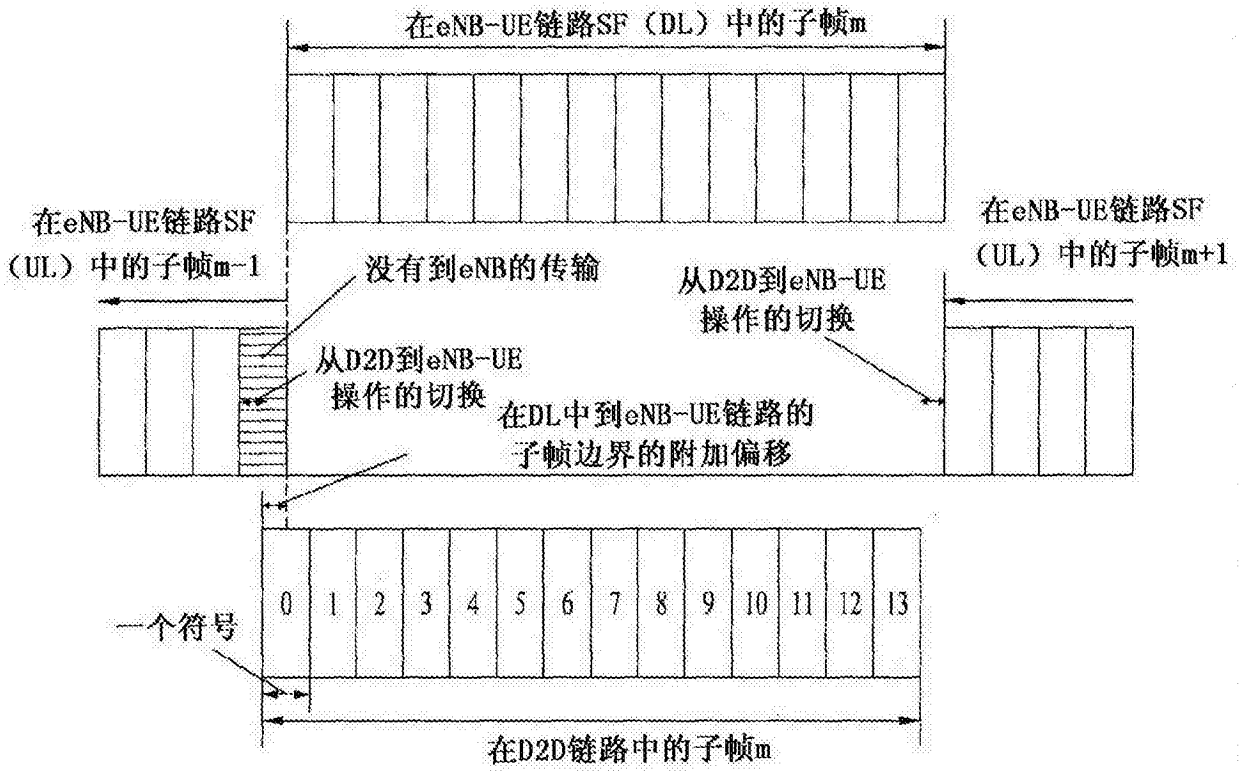 在eNB-UE链路SF（DL）中的子帧m
在eNB-UE链路SF
（UL）中的子帧m-1
在eNB-UE链路SF
（UL）中的子帧m+1
没有到eNB的传输
从D2D到eNB-UE
操作的切换
从D2D到eNB-UE
操作的切换
在DL中到eNB-UE链路的
子帧边界的附加偏移
0 1 2 3 4 5 6 7 8 9 10 11 12 13
一个符号
在D2D链路中的子帧m